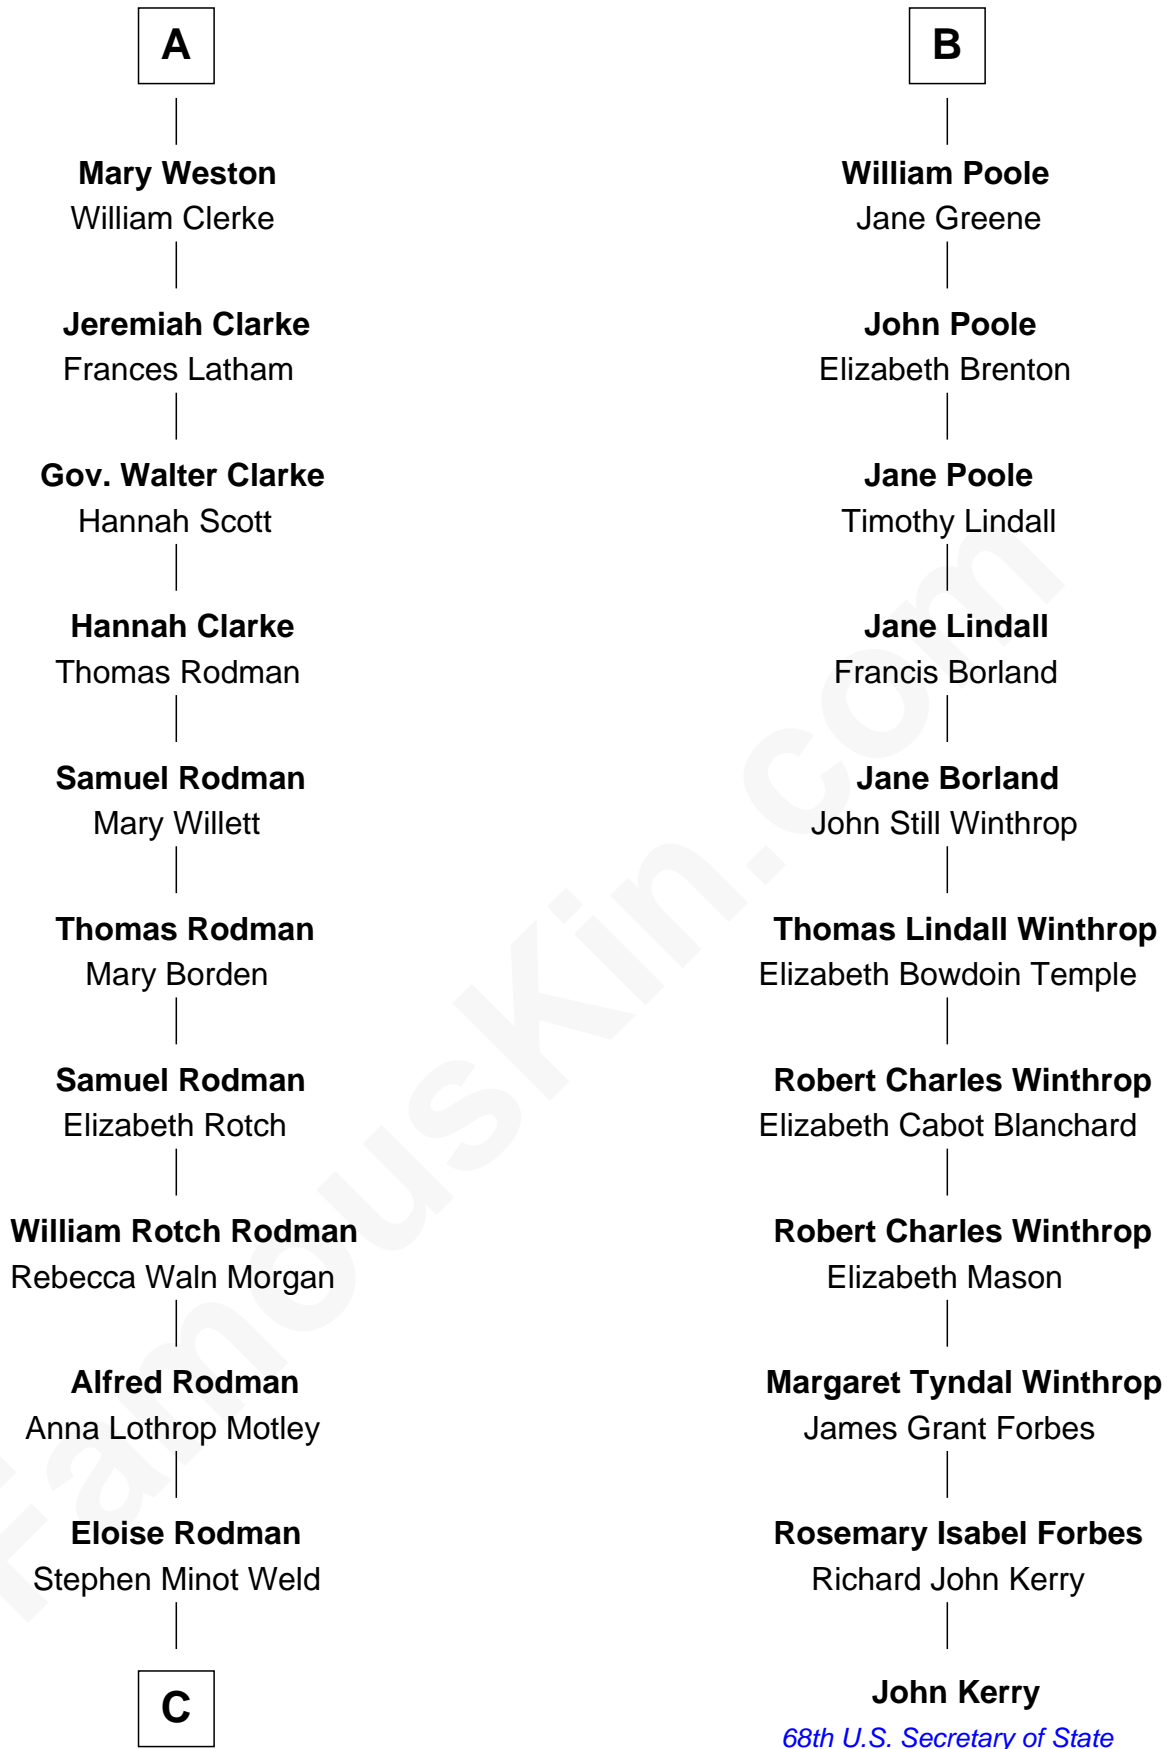 A
Mary Weston
William Clerke
Jeremiah Clarke
Frances Latham
Gov. Walter Clarke
Hannah Scott
Hannah Clarke
Thomas Rodman
Samuel Rodman
Mary Willett
Thomas Rodman
Mary Borden
Samuel Rodman
Elizabeth Rotch
William Rotch Rodman
Rebecca Waln Morgan
Alfred Rodman
Anna Lothrop Motley
Eloise Rodman
Stephen Minot Weld
C
B
William Poole
Jane Greene
John Poole
Elizabeth Brenton
Jane Poole
Timothy Lindall
Jane Lindall
Francis Borland
Jane Borland
John Still Winthrop
Thomas Lindall Winthrop
Elizabeth Bowdoin Temple
Robert Charles Winthrop
Elizabeth Cabot Blanchard
Robert Charles Winthrop
Elizabeth Mason
Margaret Tyndal Winthrop
James Grant Forbes
Rosemary Isabel Forbes
Richard John Kerry
John Kerry
68th U.S. Secretary of State
FamousKin.com